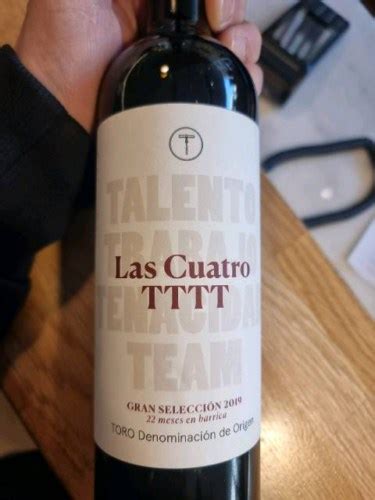 T
TALENTO
TRABAJO
Las Cuatro
TTTT
TENACIDAD
TEAM
GRAN SELECCIÓN 2019
22 meses en barrica
TORO Denominación de Origen